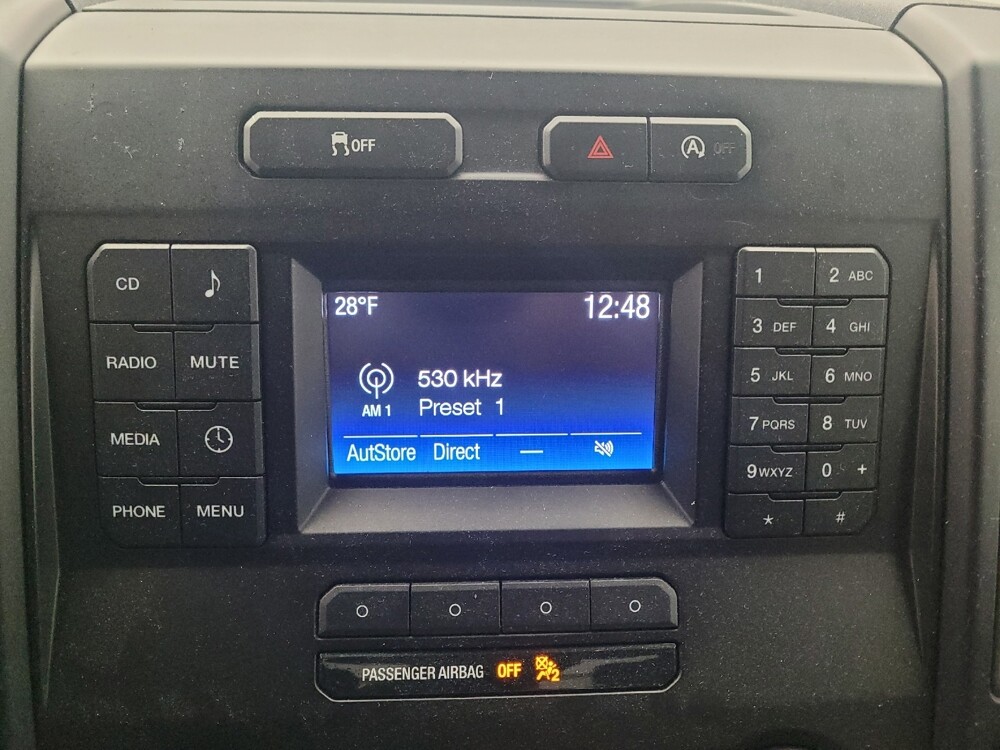 OFF
A OFF
CD
RADIO MUTE
MEDIA
PHONE MENU
28°F 12:48
530 kHz
AM 1 Preset 1
AutStore Direct —
1 2 ABC
3 DEF 4 GHI
5 JKL 6 MNO
7 PQRS 8 TUV
9 WXYZ 0 +
* #
PASSENGER AIRBAG OFF 2